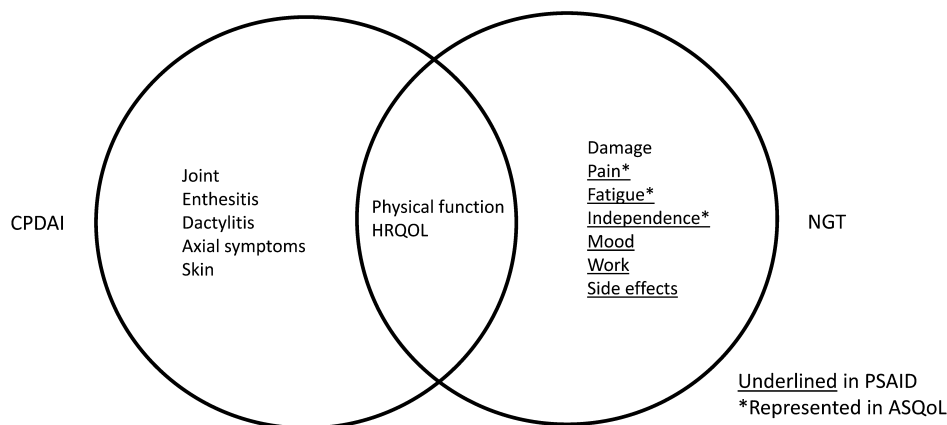 CPDAI
Joint
Enthesitis
Dactylitis
Axial symptoms
Skin
Physical function
HRQOL
Damage
Pain*
Fatigue*
Independence*
Mood
Work
Side effects
NGT
Underlined in PSAID
*Represented in ASQoL